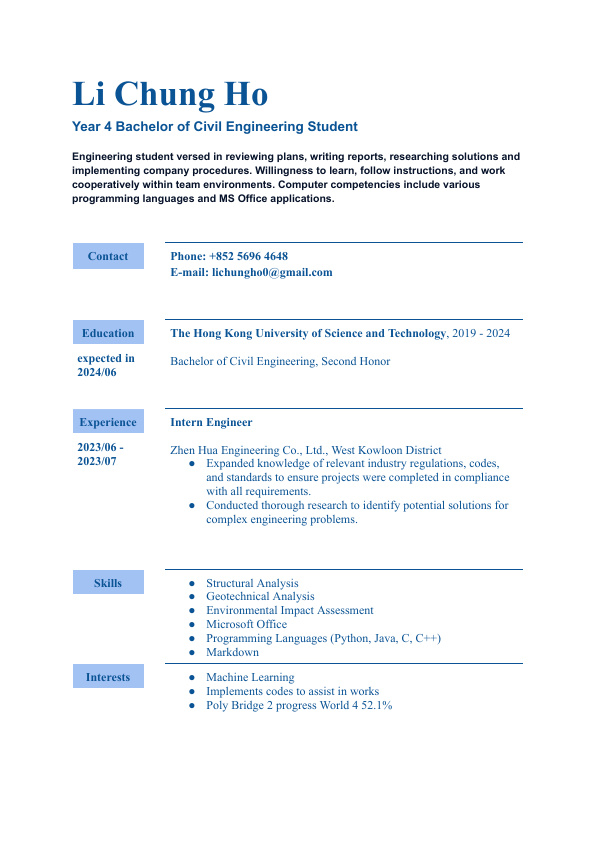 Li Chung Ho
Year 4 Bachelor of Civil Engineering Student
Engineering student versed in reviewing plans, writing reports, researching solutions and
implementing company procedures. Willingness to learn, follow instructions, and work
cooperatively within team environments. Computer competencies include various
programming languages and MS Office applications.
Contact
Phone: +852 5696 4648
E-mail: lichungho0@gmail.com
Education
The Hong Kong University of Science and Technology, 2019 - 2024
expected in
2024/06
Bachelor of Civil Engineering, Second Honor
Experience
Intern Engineer
2023/06 -
2023/07
Zhen Hua Engineering Co., Ltd., West Kowloon District
● Expanded knowledge of relevant industry regulations, codes,
and standards to ensure projects were completed in compliance
with all requirements.
● Conducted thorough research to identify potential solutions for
complex engineering problems.
Skills
● Structural Analysis
● Geotechnical Analysis
● Environmental Impact Assessment
● Microsoft Office
● Programming Languages (Python, Java, C, C++)
● Markdown
Interests
● Machine Learning
● Implements codes to assist in works
● Poly Bridge 2 progress World 4 52.1%